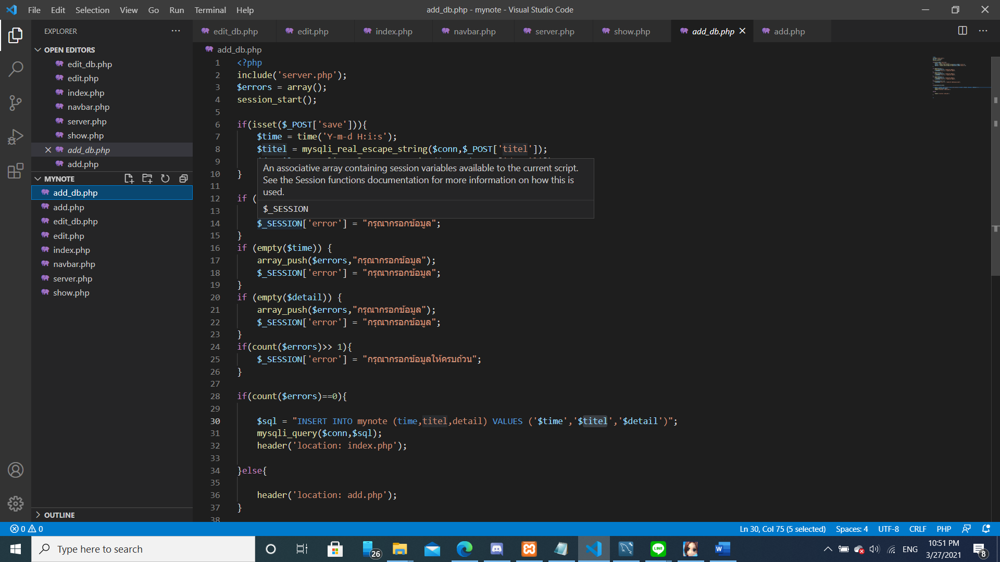 File Edit Selection View Go Run Terminal Help
add_db.php - mynote - Visual Studio Code
EXPLORER
OPEN EDITORS
edit_db.php
edit.php
index.php
navbar.php
server.php
show.php
add_db.php
add.php
MYNOTE
add_db.php
add.php
edit_db.php
edit.php
index.php
navbar.php
server.php
show.php
OUTLINE
edit_db.php edit.php index.php navbar.php server.php show.php add_db.php add.php
add_db.php
1 <?php
2 include('server.php');
3 $errors = array();
4 session_start();
5
6 if(isset($_POST['save'])){
7 $time = time('Y-m-d H:i:s');
8 $titel = mysqli_real_escape_string($conn,$_POST['titel']);
9
10 }
11
12 if (
13
An associative array containing session variables available to the current script.
See the Session functions documentation for more information on how this is
used.
$_SESSION
14 $_SESSION['error'] = "กรุณากรอกข้อมูล";
15 }
16 if (empty($time)) {
17 array_push($errors,"กรุณากรอกข้อมูล");
18 $_SESSION['error'] = "กรุณากรอกข้อมูล";
19 }
20 if (empty($detail)) {
21 array_push($errors,"กรุณากรอกข้อมูล");
22 $_SESSION['error'] = "กรุณากรอกข้อมูล";
23 }
24 if(count($errors)>> 1){
25 $_SESSION['error'] = "กรุณากรอกข้อมูลให้ครบถ้วน";
26 }
27
28 if(count($errors)==0){
29
30 $sql = "INSERT INTO mynote (time,titel,detail) VALUES ('$time','$titel','$detail')";
31 mysqli_query($conn,$sql);
32 header('location: index.php');
33
34 }else{
35
36 header('location: add.php');
37 }
38
0 0
Ln 30, Col 75 (5 selected) Spaces: 4 UTF-8 CRLF PHP
Type here to search
26
ENG
10:51 PM
3/27/2021
8